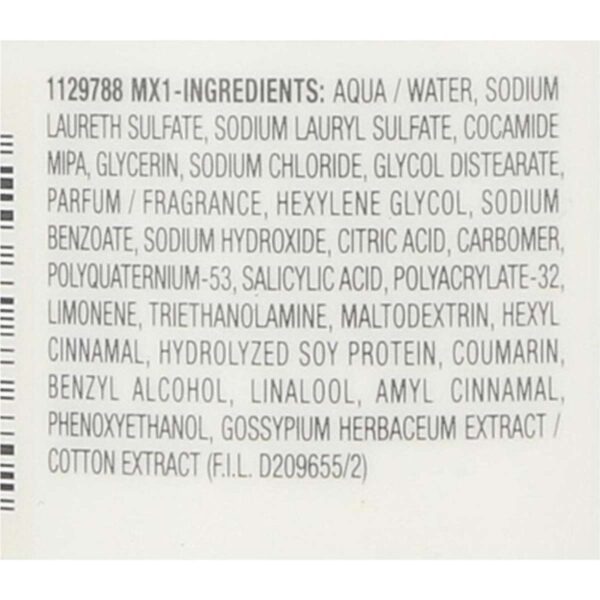 1129788 MX1-INGREDIENTS: AQUA / WATER, SODIUM
LAURETH SULFATE, SODIUM LAURYL SULFATE, COCAMIDE
MIPA, GLYCERIN, SODIUM CHLORIDE, GLYCOL DISTEARATE,
PARFUM / FRAGRANCE, HEXYLENE GLYCOL, SODIUM
BENZOATE, SODIUM HYDROXIDE, CITRIC ACID, CARBOMER,
POLYQUATERNIUM-53, SALICYLIC ACID, POLYACRYLATE-32,
LIMONENE, TRIETHANOLAMINE, MALTODEXTRIN, HEXYL
CINNAMAL, HYDROLYZED SOY PROTEIN, COUMARIN,
BENZYL ALCOHOL, LINALOOL, AMYL CINNAMAL,
PHENOXYETHANOL, GOSSYPIUM HERBACEUM EXTRACT /
COTTON EXTRACT (F.I.L. D209655/2)